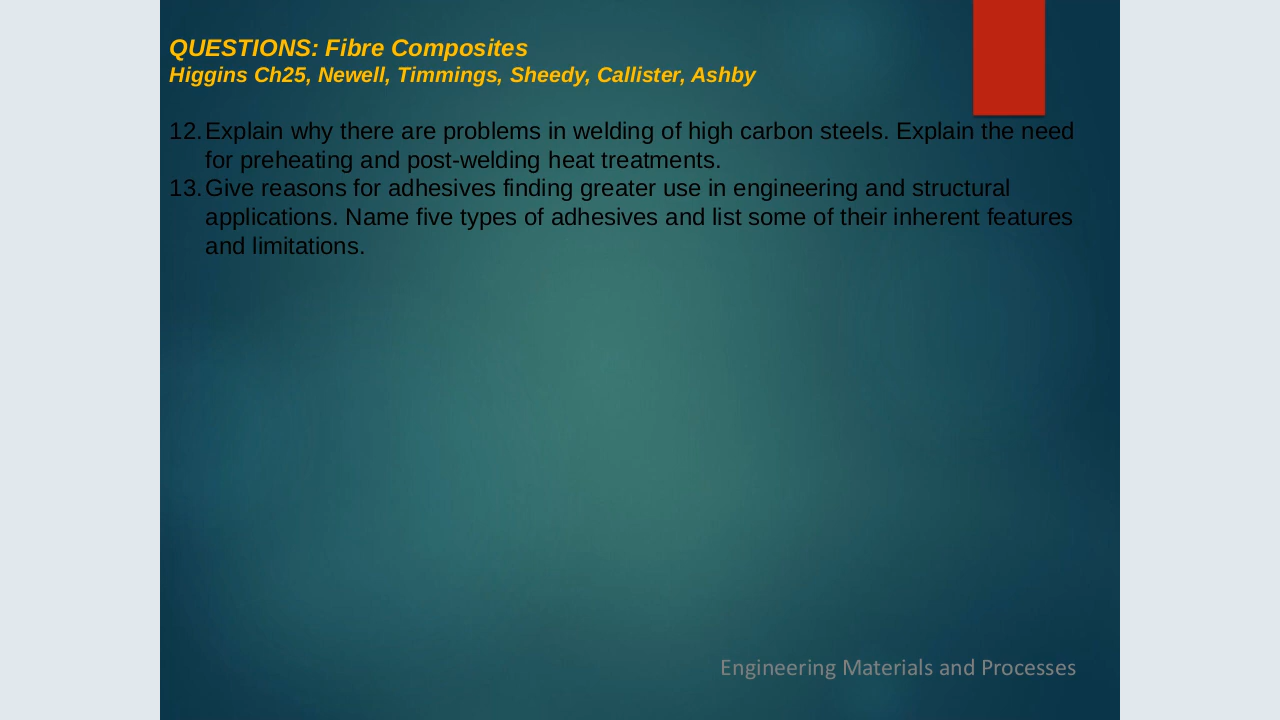 QUESTIONS: Fibre Composites
Higgins Ch25, Newell, Timmings, Sheedy, Callister, Ashby
12. Explain why there are problems in welding of high carbon steels. Explain the need
for preheating and post-welding heat treatments.
13. Give reasons for adhesives finding greater use in engineering and structural
applications. Name five types of adhesives and list some of their inherent features
and limitations.
Engineering Materials and Processes